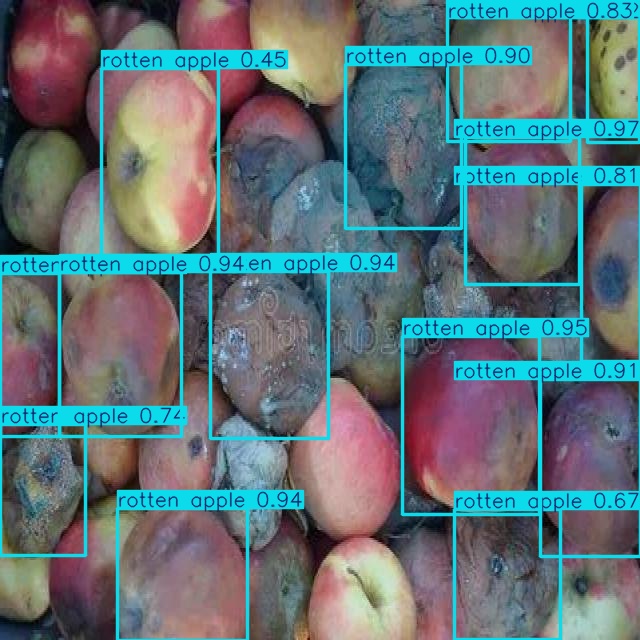 rotten apple 0.83
rotten apple 0.45
rotten apple 0.90
rotten apple 0.97
rotten apple 0.81
rotten apple 0.94
en apple 0.94
rotten apple 0.95
rotten apple 0.91
rotter apple 0.74
rotten apple 0.94
rotten apple 0.67